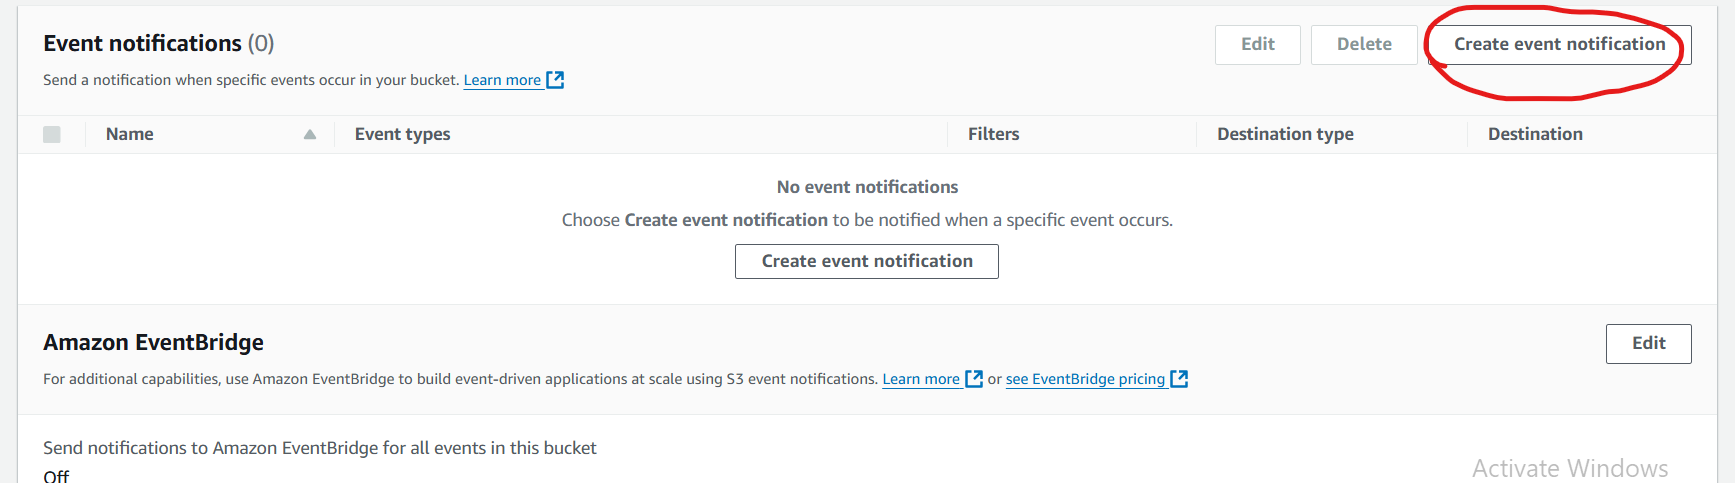 Event notifications (0)
Edit
Delete
Create event notification
Send a notification when specific events occur in your bucket. Learn more
Name
Event types
Filters
Destination type
Destination
No event notifications
Choose Create event notification to be notified when a specific event occurs.
Create event notification
Amazon EventBridge
Edit
For additional capabilities, use Amazon EventBridge to build event-driven applications at scale using S3 event notifications. Learn more or see EventBridge pricing
Send notifications to Amazon EventBridge for all events in this bucket
Off
Activate Windows